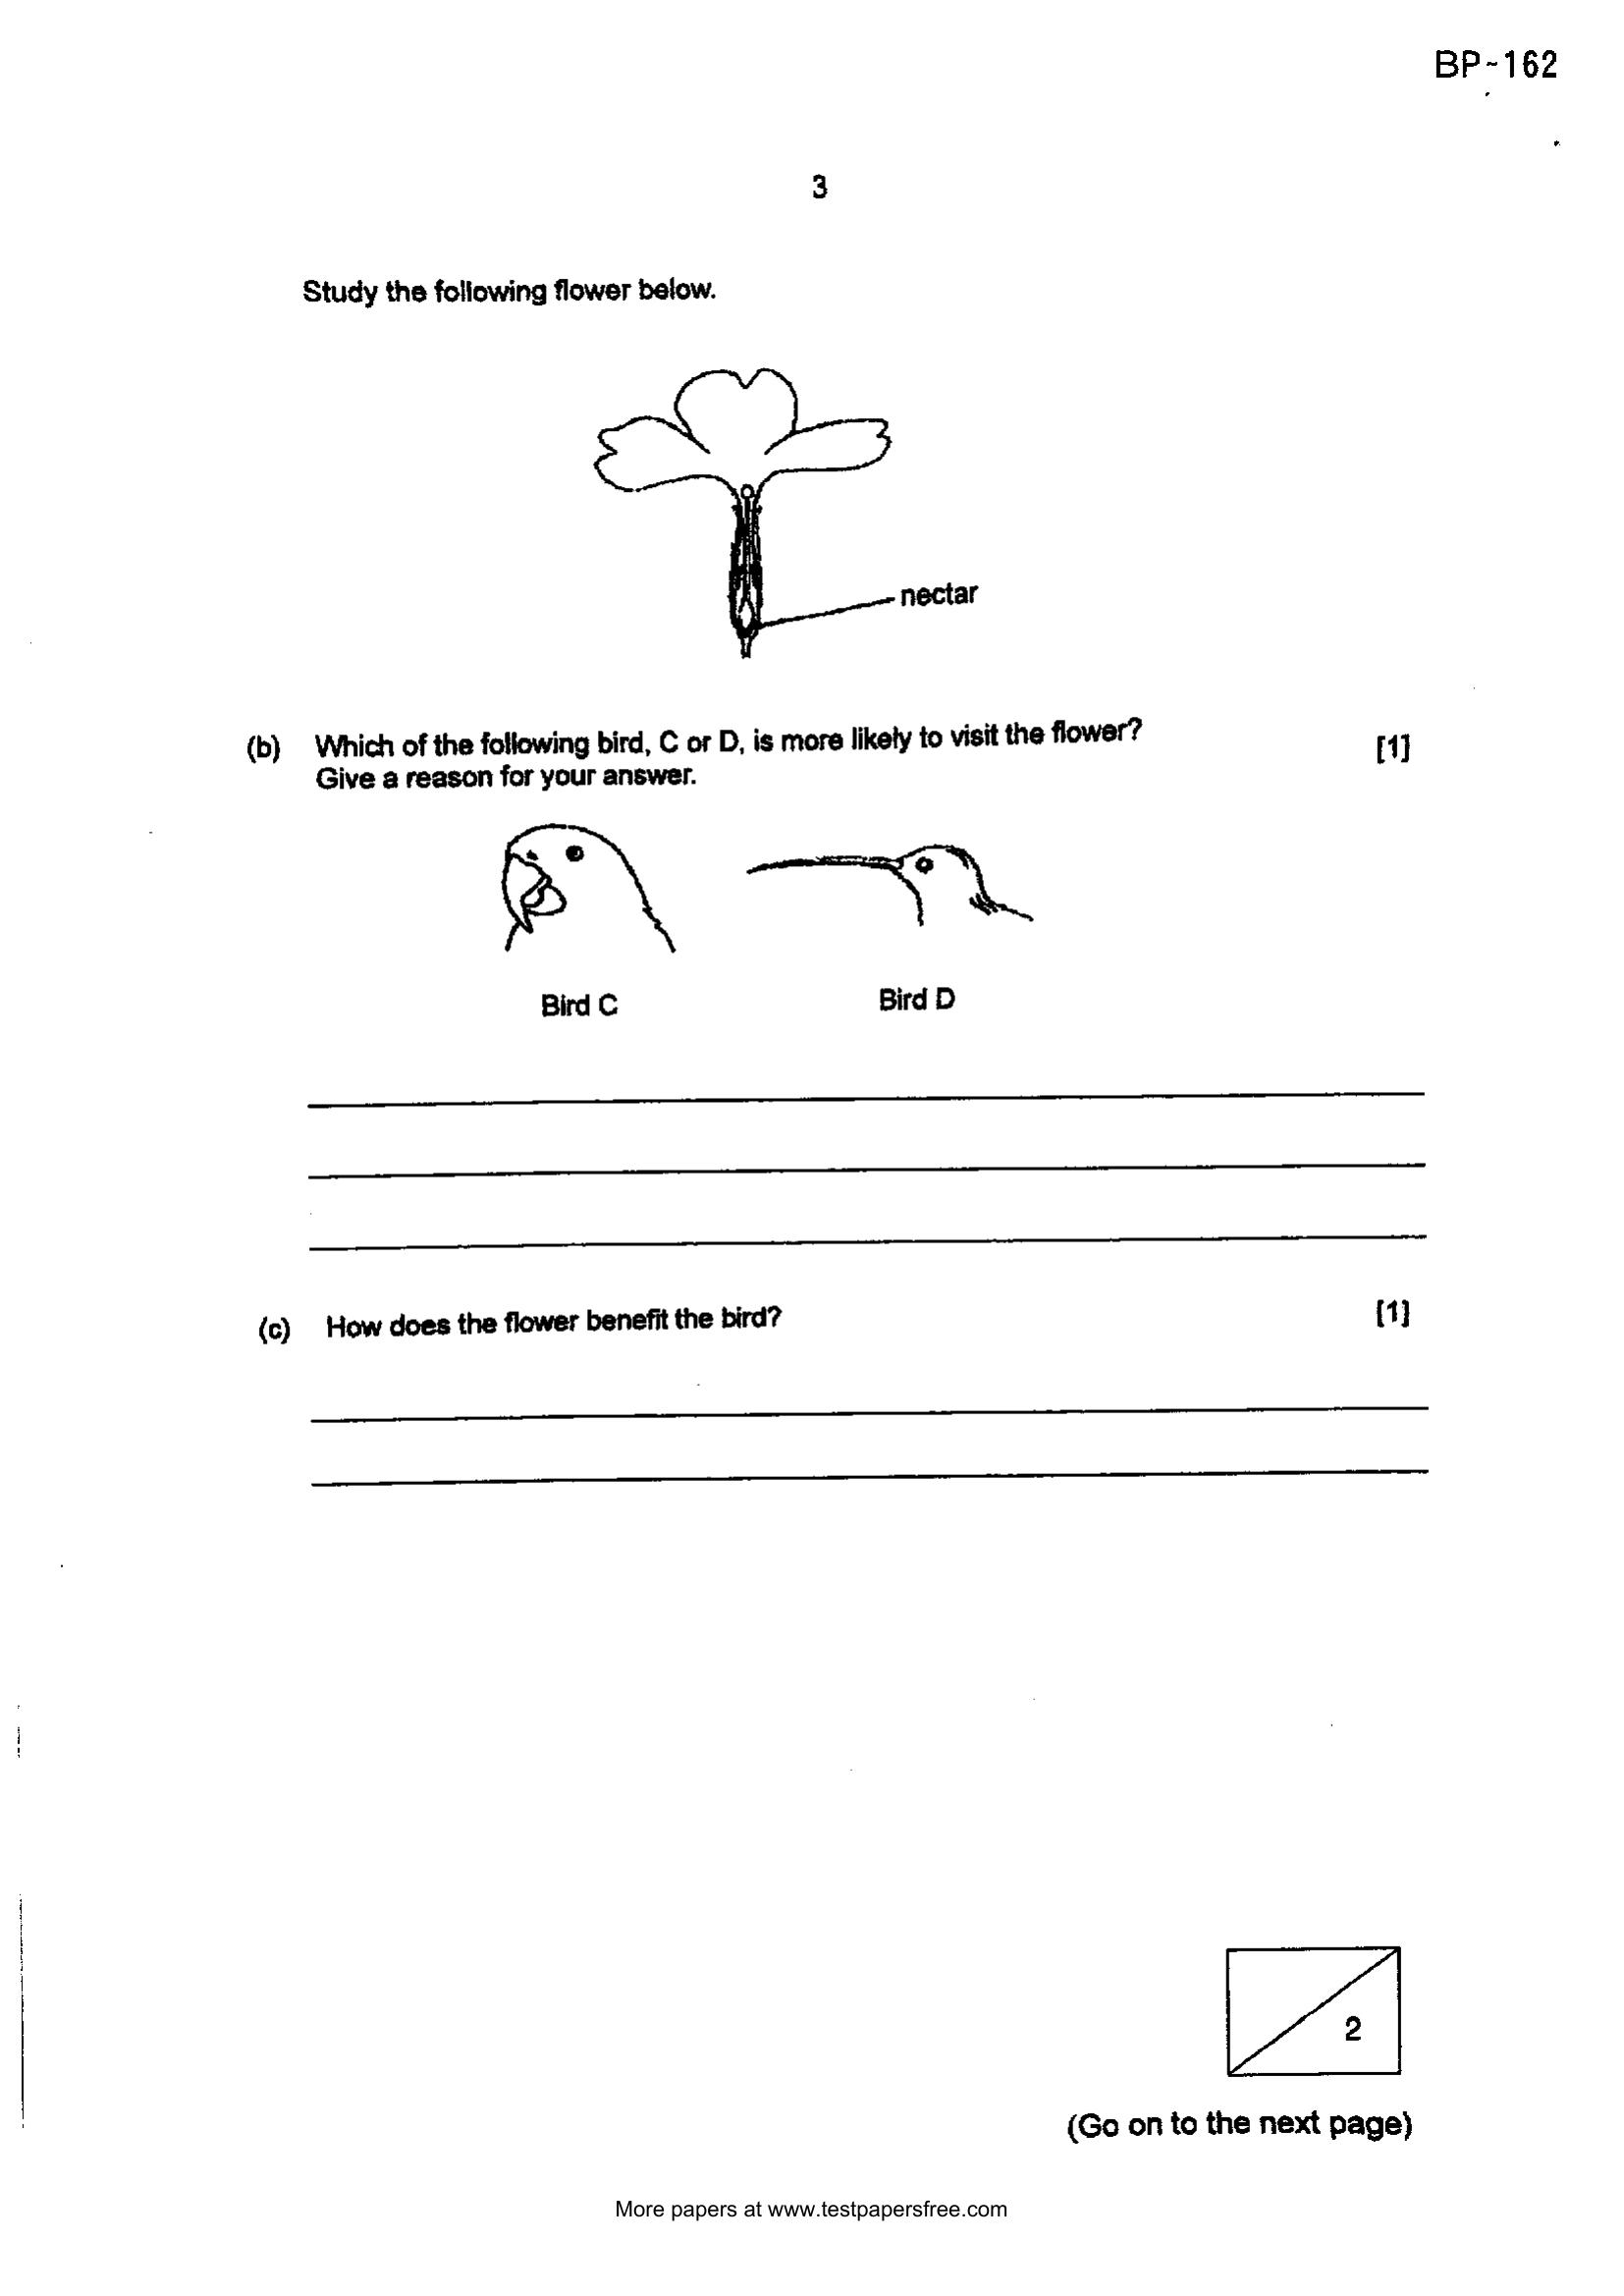 BP-162
3
Study the following flower below.
nectar
(b) Which of the following bird, C or D, is more likely to visit the flower? [1]
Give a reason for your answer.
Bird C Bird D
(c) How does the flower benefit the bird? [1]
2
(Go on to the next page)
More papers at www.testpapersfree.com